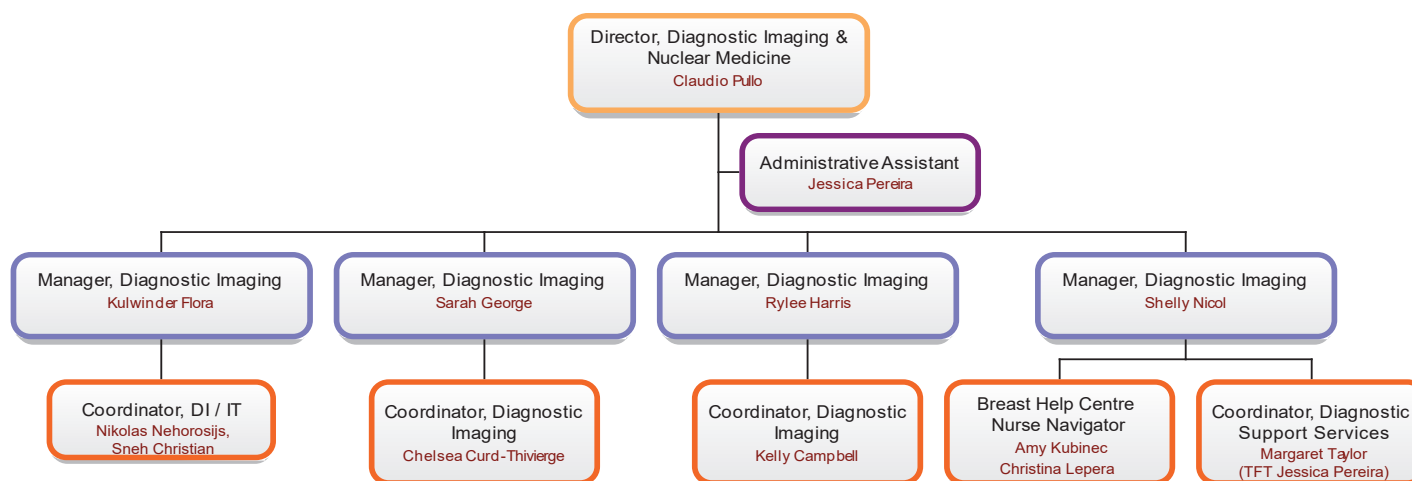 Director, Diagnostic Imaging &
Nuclear Medicine
Claudio Pullo
Administrative Assistant
Jessica Pereira
Manager, Diagnostic Imaging
Kulwinder Flora
Manager, Diagnostic Imaging
Sarah George
Manager, Diagnostic Imaging
Rylee Harris
Manager, Diagnostic Imaging
Shelly Nicol
Coordinator, DI / IT
Nikolas Nehorosijs,
Sneh Christian
Coordinator, Diagnostic
Imaging
Chelsea Curd-Thivierge
Coordinator, Diagnostic
Imaging
Kelly Campbell
Breast Help Centre
Nurse Navigator
Amy Kubinec
Christina Lepera
Coordinator, Diagnostic
Support Services
Margaret Taylor
(TFT Jessica Pereira)